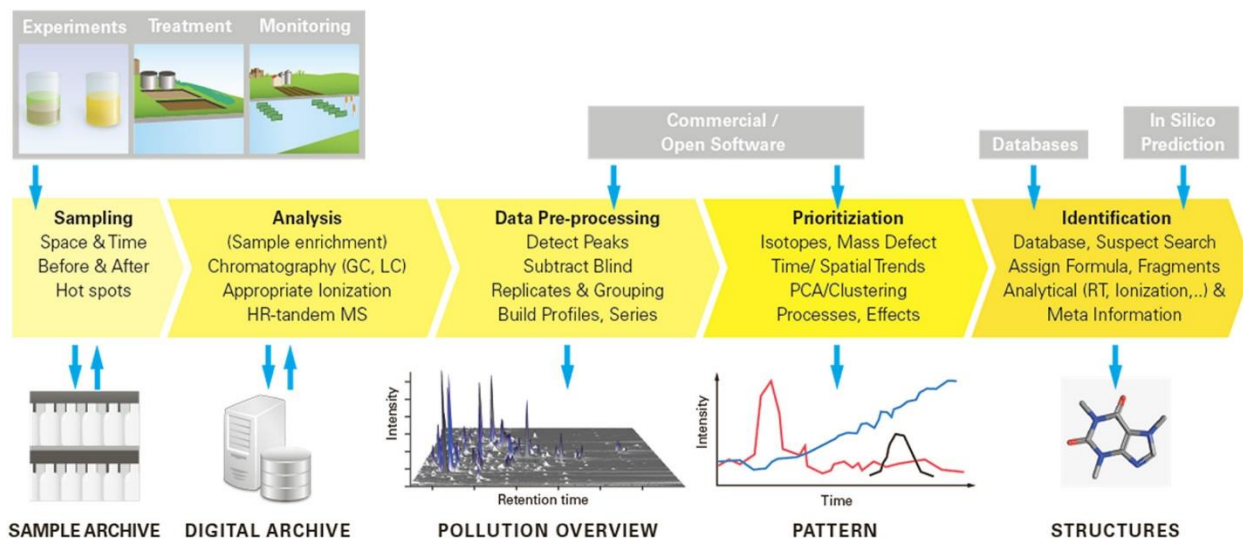 Experiments
Treatment
Monitoring
Commercial /
Open Software
Databases
In Silico
Prediction
Sampling
Space & Time
Before & After
Hot spots
Analysis
(Sample enrichment)
Chromatography (GC, LC)
Appropriate Ionization
HR-tandem MS
Data Pre-processing
Detect Peaks
Subtract Blind
Replicates & Grouping
Build Profiles, Series
Prioritiziation
Isotopes, Mass Defect
Time/ Spatial Trends
PCA/Clustering
Processes, Effects
Identification
Database, Suspect Search
Assign Formula, Fragments
Analytical (RT, Ionization,..) &
Meta Information
Intensity
Retention time
Intensity
Time
SAMPLE ARCHIVE
DIGITAL ARCHIVE
POLLUTION OVERVIEW
PATTERN
STRUCTURES